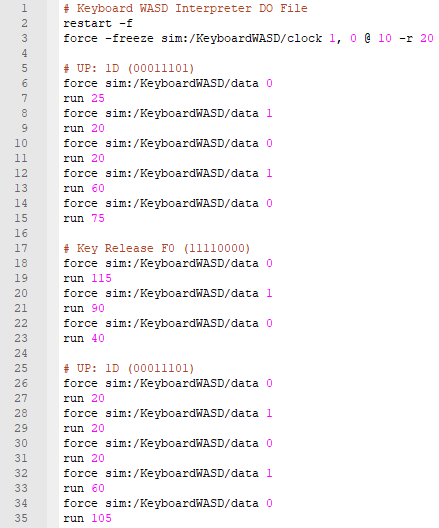 1 # Keyboard WASD Interpreter DO File
2 restart -f
3 force -freeze sim:/KeyboardWASD/clock 1, 0 @ 10 -r 20
4
5 # UP: 1D (00011101)
6 force sim:/KeyboardWASD/data 0
7 run 25
8 force sim:/KeyboardWASD/data 1
9 run 20
10 force sim:/KeyboardWASD/data 0
11 run 20
12 force sim:/KeyboardWASD/data 1
13 run 60
14 force sim:/KeyboardWASD/data 0
15 run 75
16
17 # Key Release F0 (11110000)
18 force sim:/KeyboardWASD/data 0
19 run 115
20 force sim:/KeyboardWASD/data 1
21 run 90
22 force sim:/KeyboardWASD/data 0
23 run 40
24
25 # UP: 1D (00011101)
26 force sim:/KeyboardWASD/data 0
27 run 20
28 force sim:/KeyboardWASD/data 1
29 run 20
30 force sim:/KeyboardWASD/data 0
31 run 20
32 force sim:/KeyboardWASD/data 1
33 run 60
34 force sim:/KeyboardWASD/data 0
35 run 105